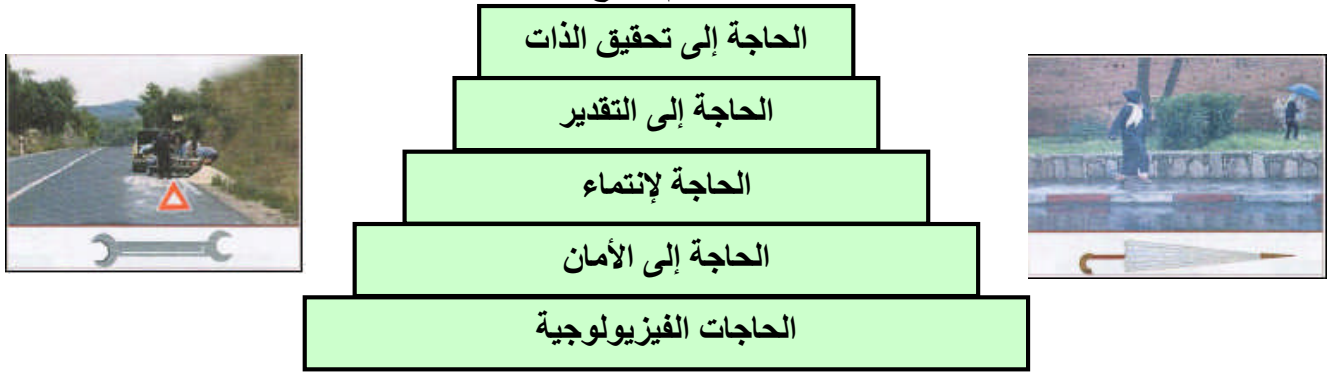 الحاجة إلى تحقيق الذات
الحاجة إلى التقدير
الحاجة لإنتماء
الحاجة إلى الأمان
الحاجات الفيزيولوجية